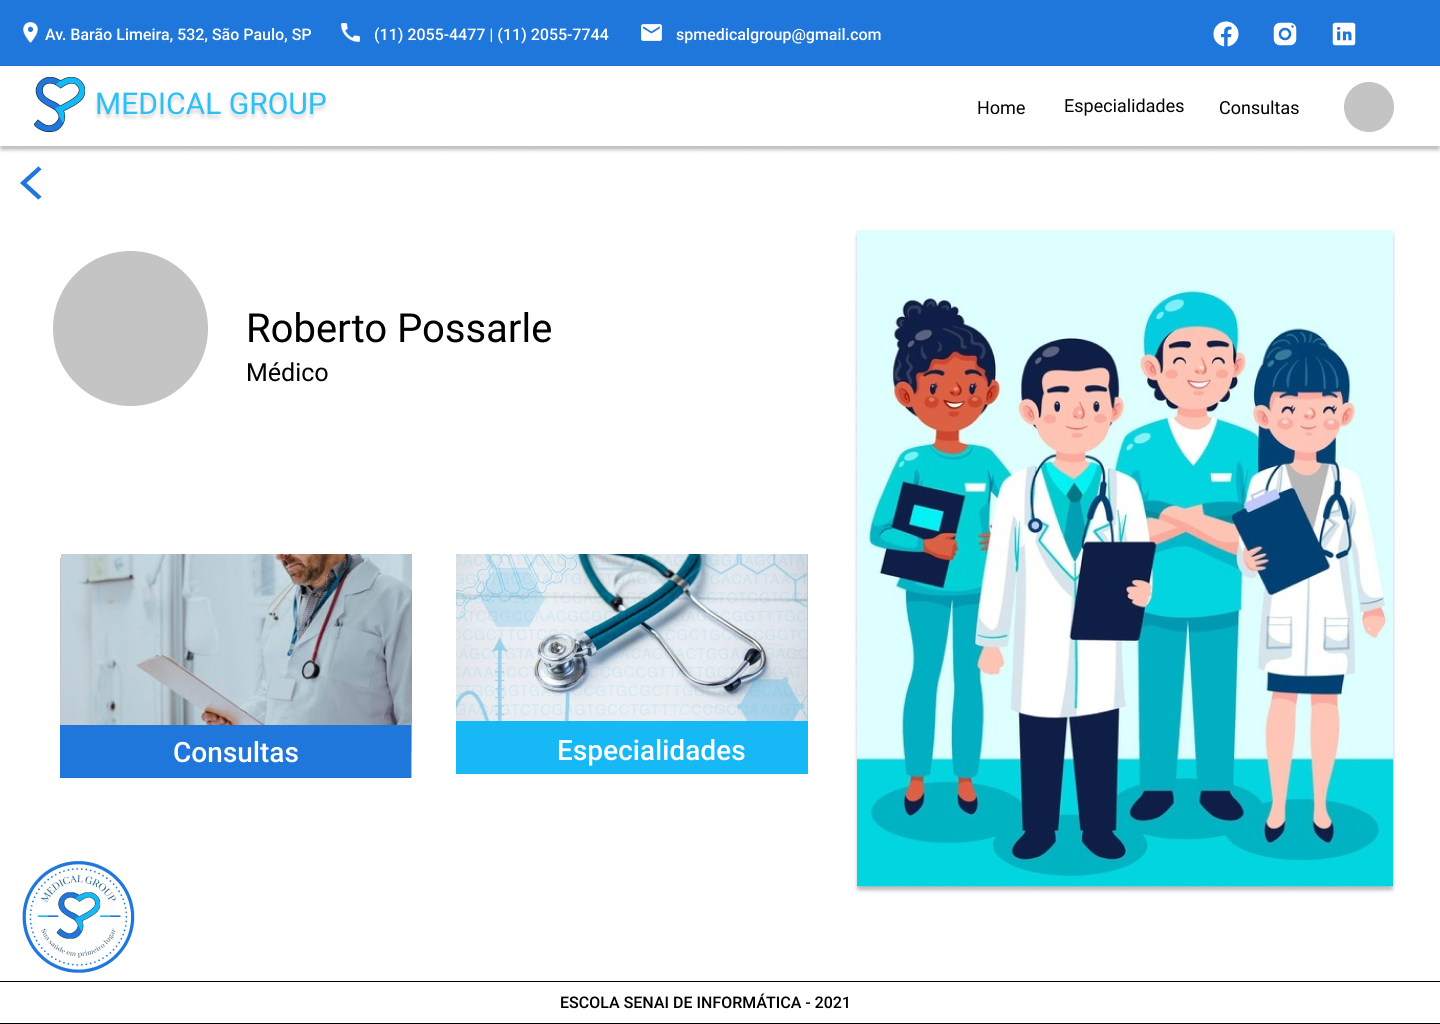 Av. Barão Limeira, 532, São Paulo, SP
(11) 2055-4477 | (11) 2055-7744
spmedicalgroup@gmail.com
MEDICAL GROUP
Home
Especialidades
Consultas
Roberto Possarle
Médico
Consultas
Especialidades
MEDICAL GROUP
Sua saúde em primeiro lugar
ESCOLA SENAI DE INFORMÁTICA - 2021